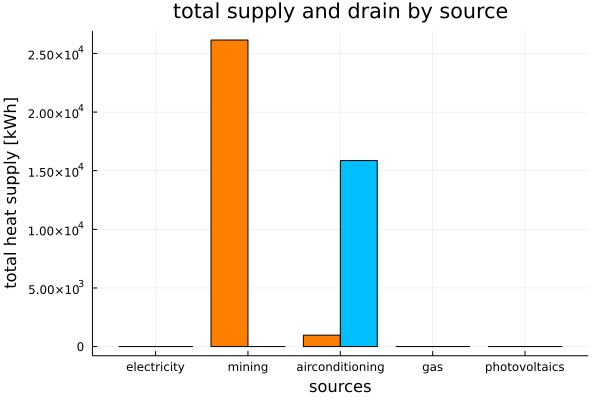 total supply and drain by source
total heat supply [kWh]
2.50×10⁴
2.00×10⁴
1.50×10⁴
1.00×10⁴
5.00×10³
0
electricity mining airconditioning gas photovoltaics
sources